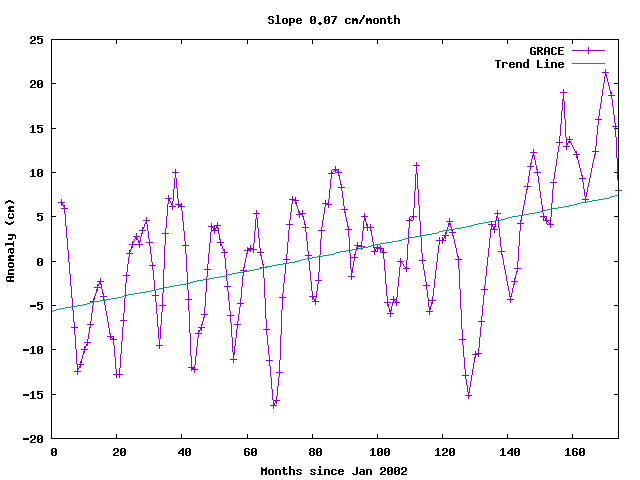 Slope 0.07 cm/month
GRACE
Trend Line
Anomaly (cm)
25
20
15
10
5
0
-5
-10
-15
-20
0 20 40 60 80 100 120 140 160
Months since Jan 2002